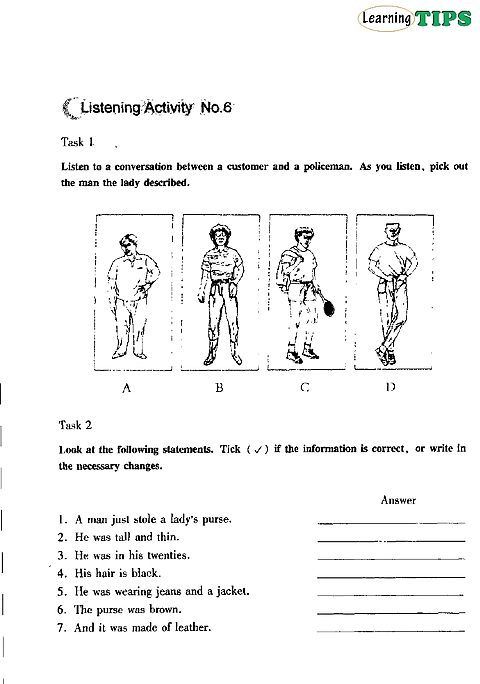 Learning TIPS
Listening Activity No.6
Task 1
Listen to a conversation between a customer and a policeman. As you listen, pick out
the man the lady described.
A B C D
Task 2
Look at the following statements. Tick ( ✓ ) if the information is correct, or write in
the necessary changes.
Answer
1. A man just stole a lady's purse.
2. He was tall and thin.
3. He was in his twenties.
4. His hair is black.
5. He was wearing jeans and a jacket.
6. The purse was brown.
7. And it was made of leather.